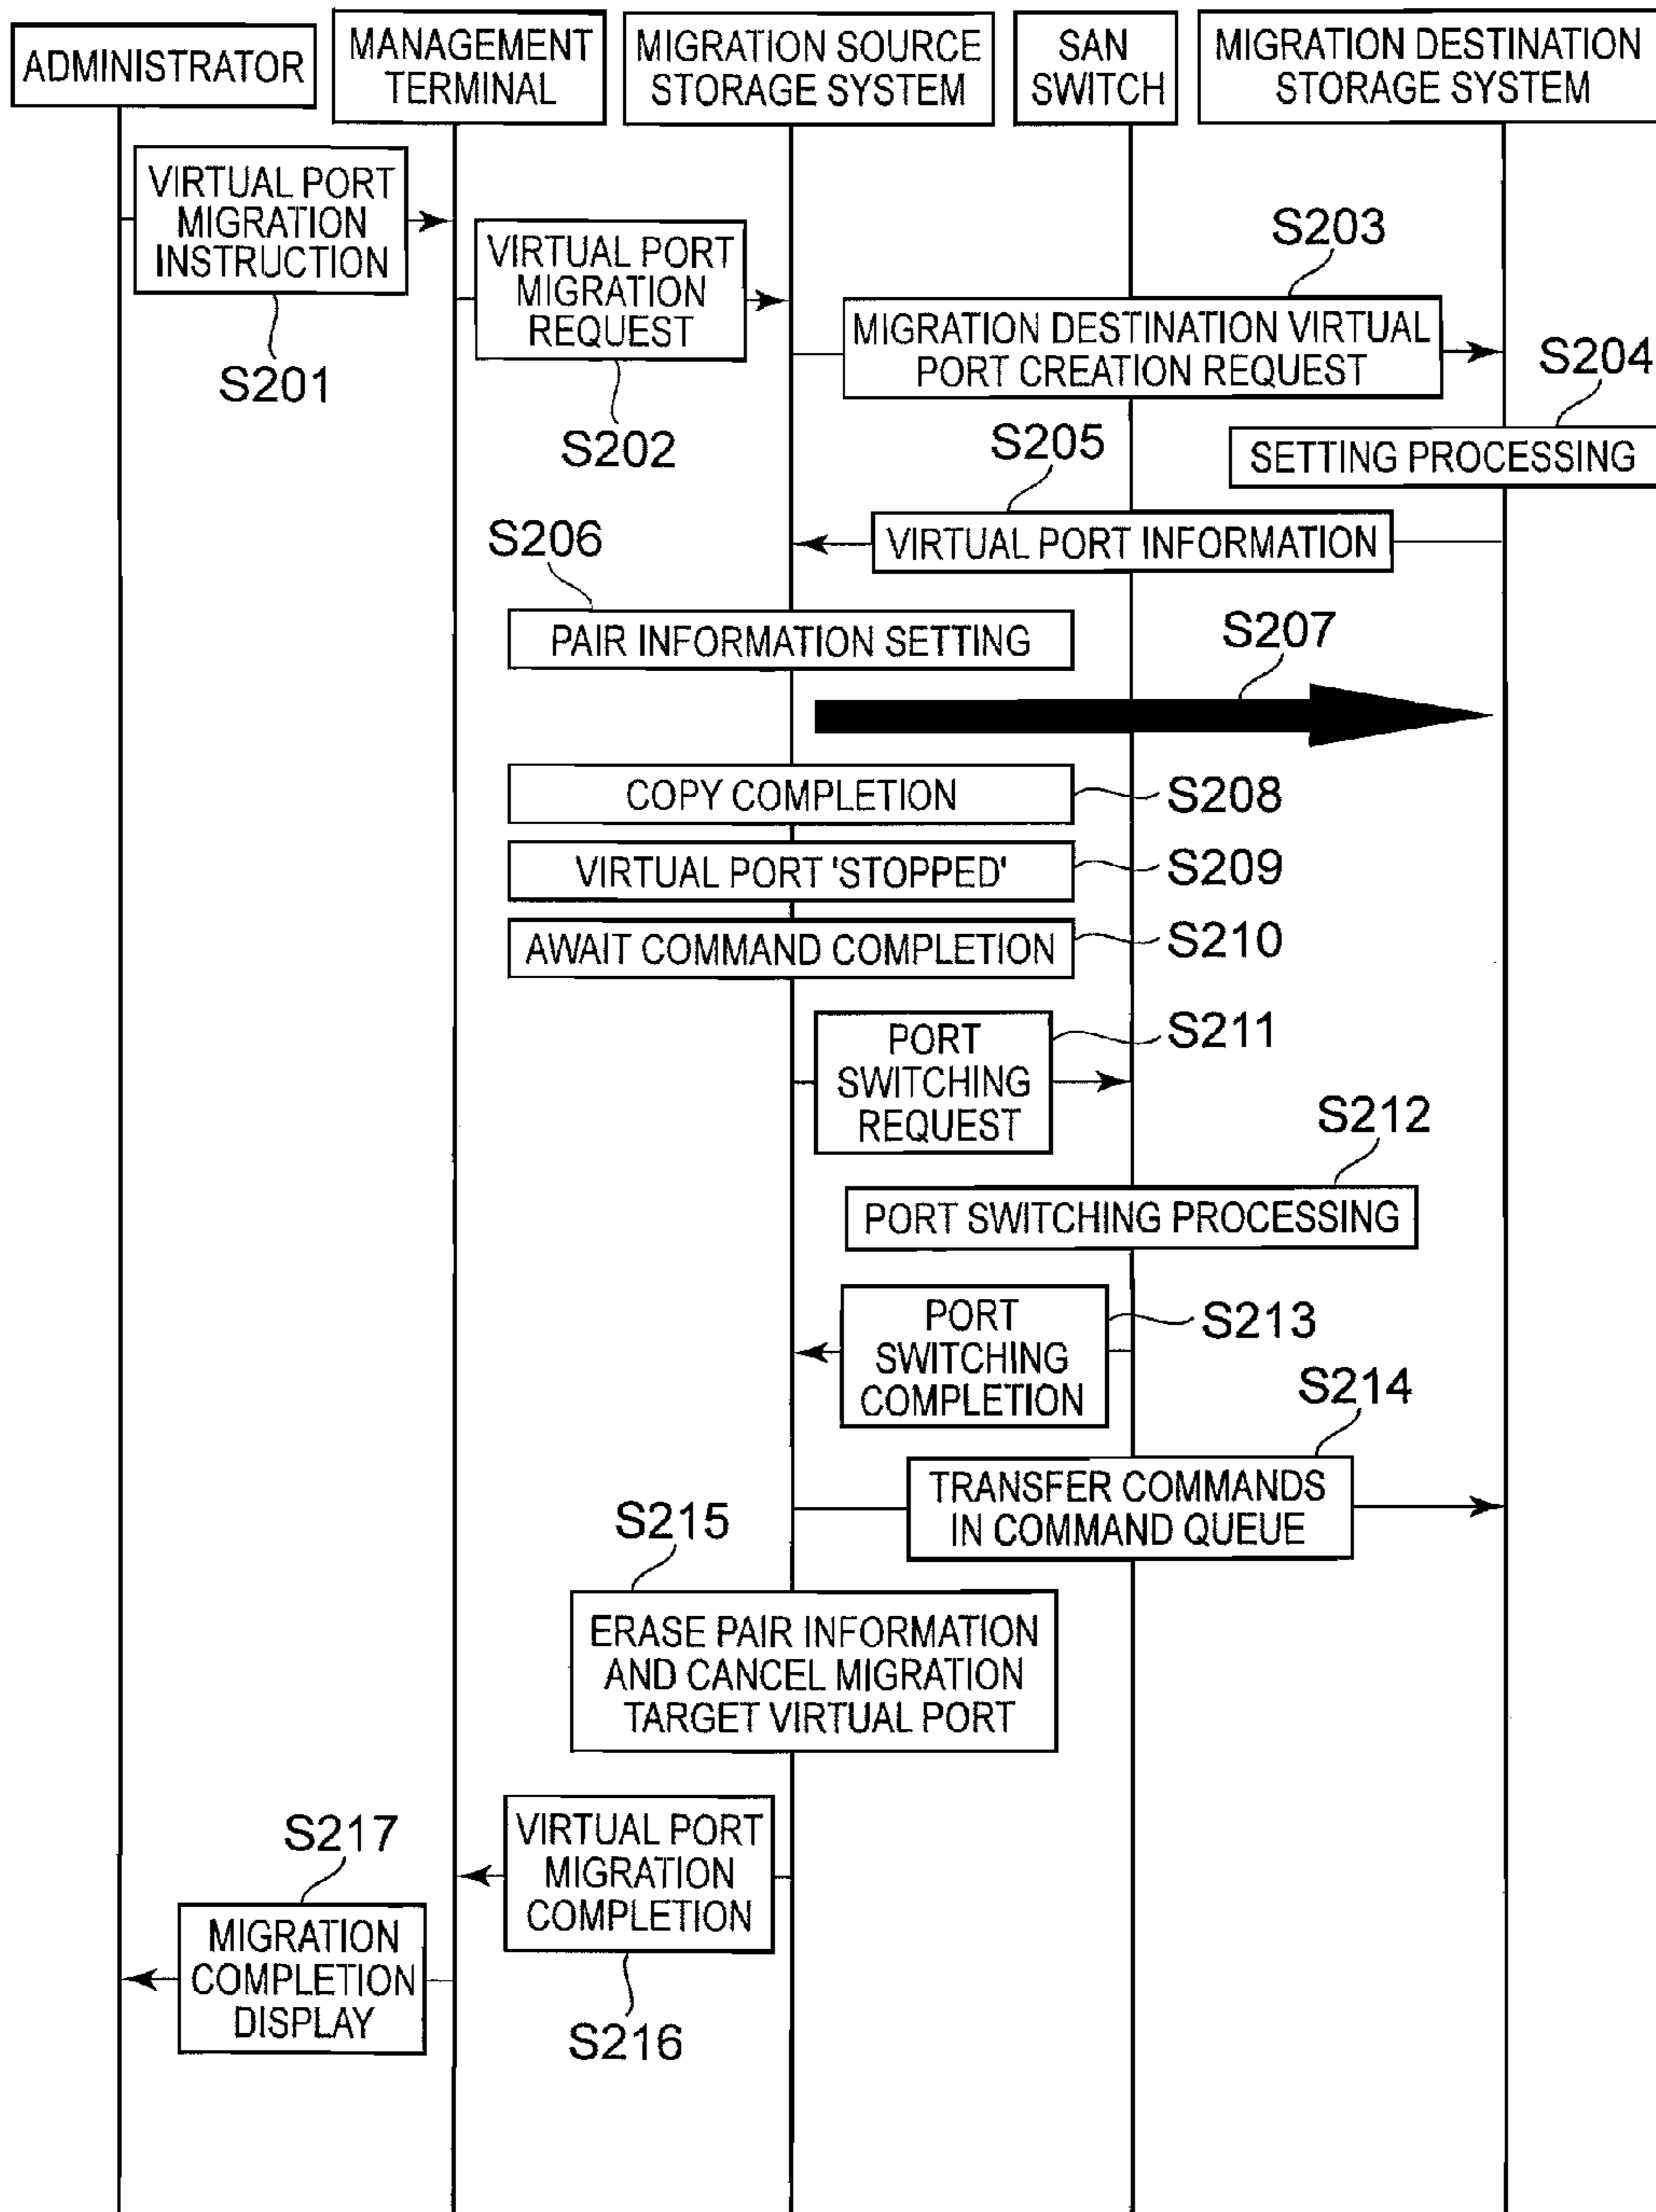 ADMINISTRATOR
MANAGEMENT
TERMINAL
MIGRATION SOURCE
STORAGE SYSTEM
SAN
SWITCH
MIGRATION DESTINATION
STORAGE SYSTEM
VIRTUAL PORT
MIGRATION
INSTRUCTION
S201
VIRTUAL PORT
MIGRATION
REQUEST
S202
S203
MIGRATION DESTINATION VIRTUAL
PORT CREATION REQUEST
S204
SETTING PROCESSING
S205
VIRTUAL PORT INFORMATION
S206
PAIR INFORMATION SETTING
S207
COPY COMPLETION
S208
VIRTUAL PORT 'STOPPED'
S209
AWAIT COMMAND COMPLETION
S210
PORT
SWITCHING
REQUEST
S211
S212
PORT SWITCHING PROCESSING
PORT
SWITCHING
COMPLETION
S213
S214
TRANSFER COMMANDS
IN COMMAND QUEUE
S215
ERASE PAIR INFORMATION
AND CANCEL MIGRATION
TARGET VIRTUAL PORT
VIRTUAL PORT
MIGRATION
COMPLETION
S216
S217
MIGRATION
COMPLETION
DISPLAY